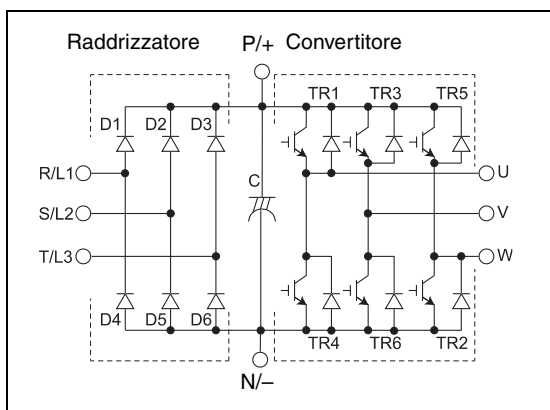 Raddrizzatore P/+ Convertitore
TR1 TR3 TR5
D1 D2 D3
R/L1
C
U
S/L2
V
T/L3
W
D4 D5 D6
TR4 TR6 TR2
N/–